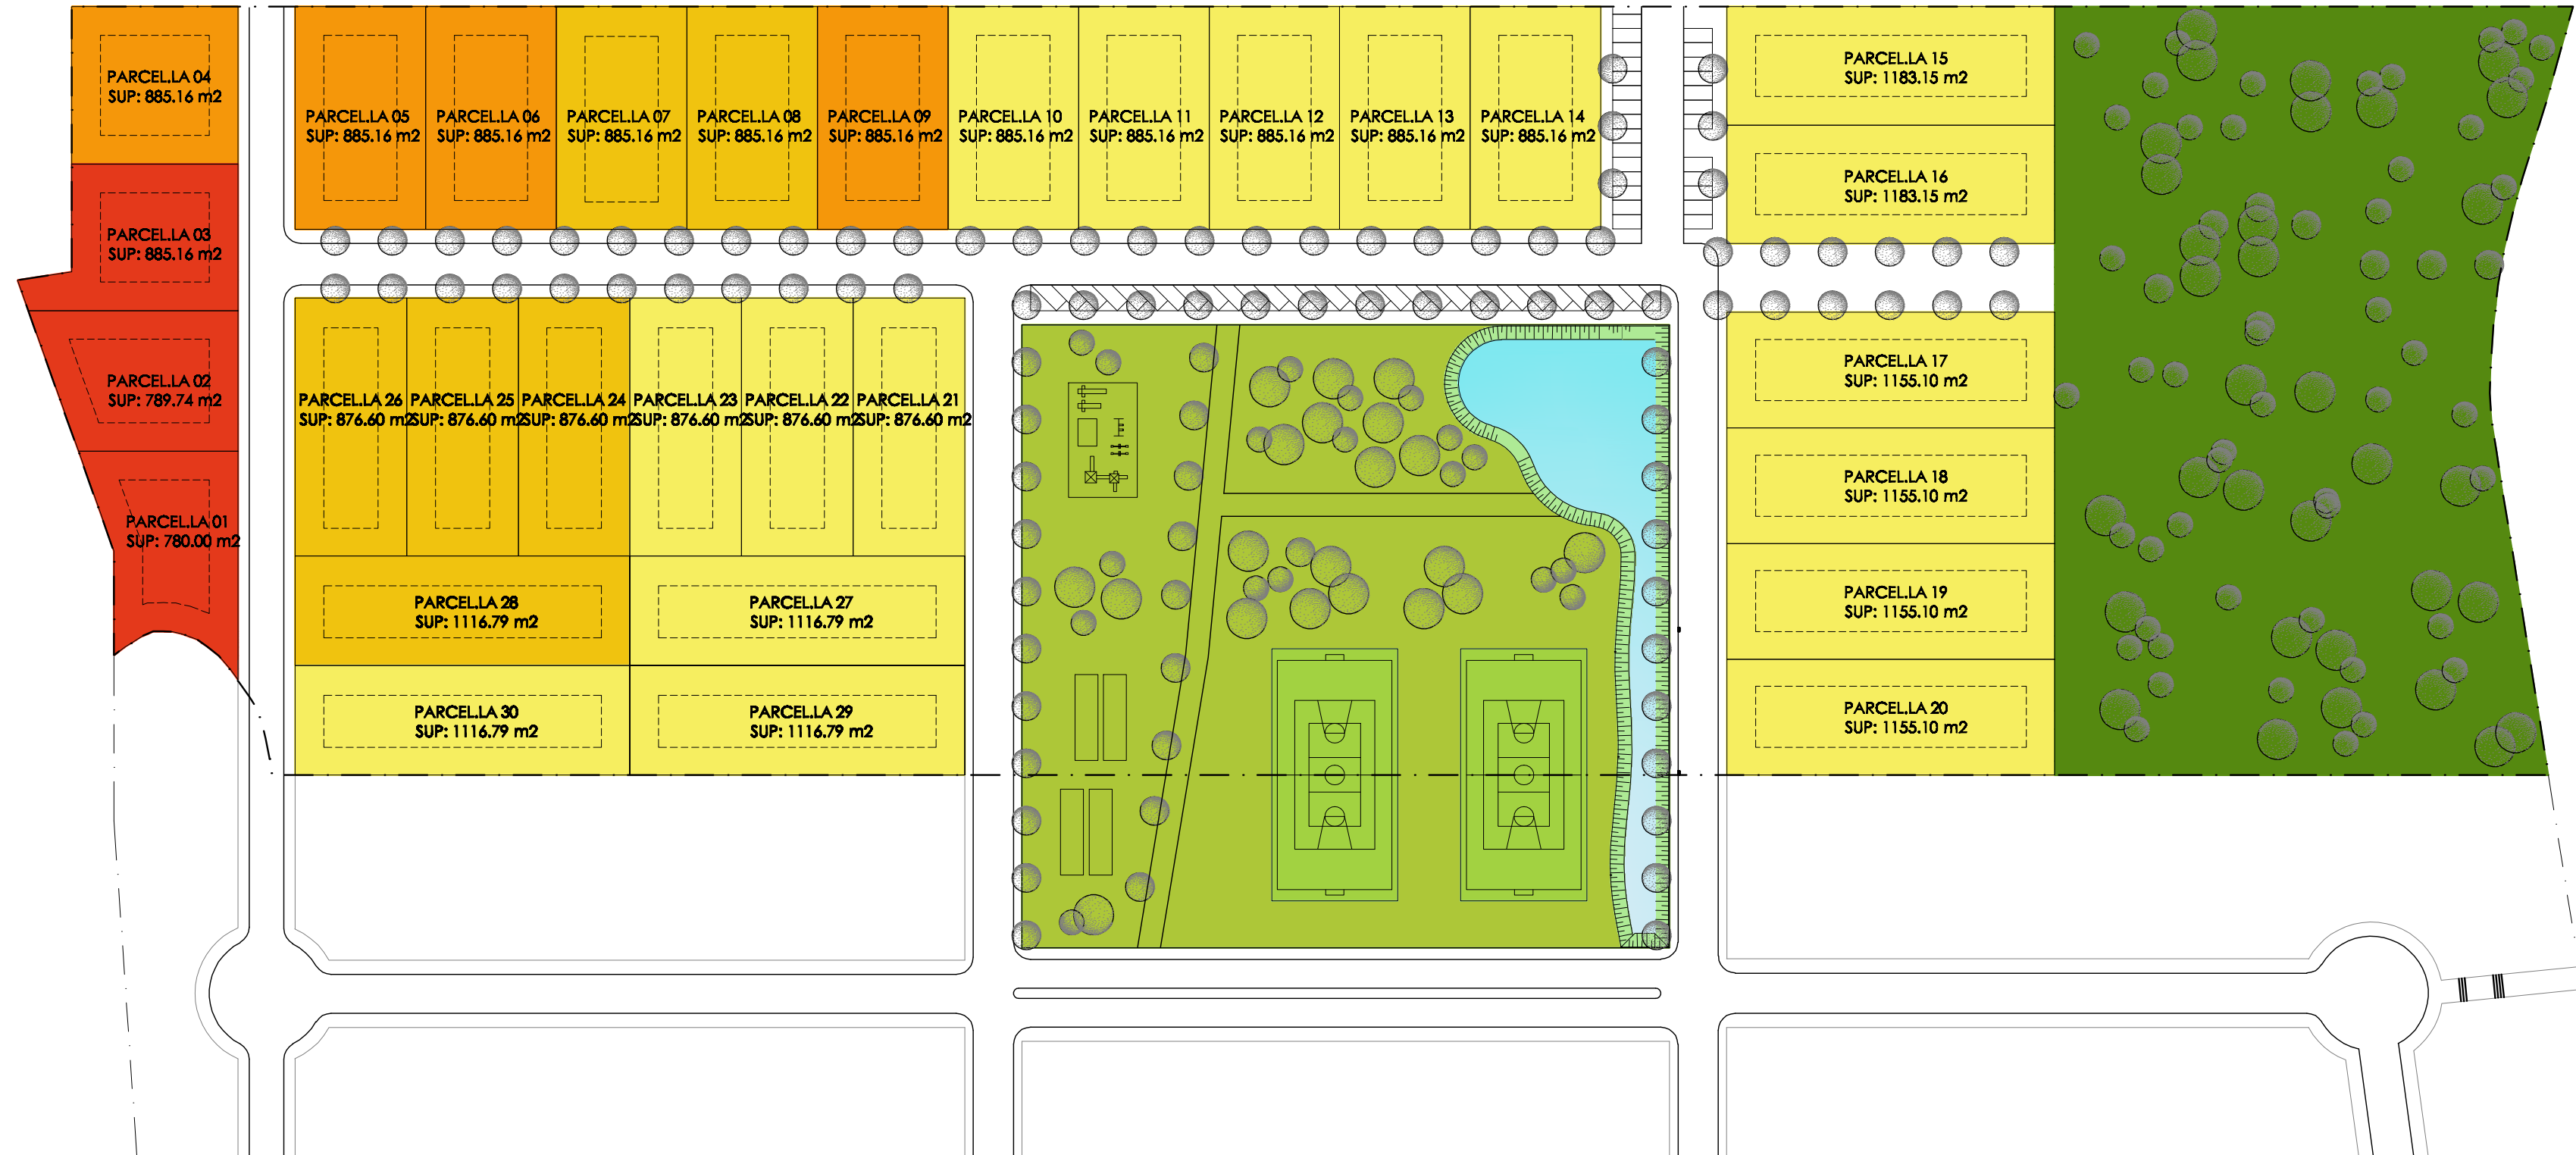 PARCEL.LA 04
SUP: 885.16 m2
PARCEL.LA 03
SUP: 885.16 m2
PARCEL.LA 02
SUP: 789.74 m2
PARCEL.LA 01
SUP: 780.00 m2
PARCEL.LA 05
SUP: 885.16 m2
PARCEL.LA 06
SUP: 885.16 m2
PARCEL.LA 07
SUP: 885.16 m2
PARCEL.LA 08
SUP: 885.16 m2
PARCEL.LA 09
SUP: 885.16 m2
PARCEL.LA 10
SUP: 885.16 m2
PARCEL.LA 11
SUP: 885.16 m2
PARCEL.LA 12
SUP: 885.16 m2
PARCEL.LA 13
SUP: 885.16 m2
PARCEL.LA 14
SUP: 885.16 m2
PARCEL.LA 15
SUP: 1183.15 m2
PARCEL.LA 16
SUP: 1183.15 m2
PARCEL.LA 17
SUP: 1155.10 m2
PARCEL.LA 18
SUP: 1155.10 m2
PARCEL.LA 19
SUP: 1155.10 m2
PARCEL.LA 20
SUP: 1155.10 m2
PARCEL.LA 26
SUP: 876.60 m2
PARCEL.LA 25
SUP: 876.60 m2
PARCEL.LA 24
SUP: 876.60 m2
PARCEL.LA 23
SUP: 876.60 m2
PARCEL.LA 22
SUP: 876.60 m2
PARCEL.LA 21
SUP: 876.60 m2
PARCEL.LA 28
SUP: 1116.79 m2
PARCEL.LA 27
SUP: 1116.79 m2
PARCEL.LA 30
SUP: 1116.79 m2
PARCEL.LA 29
SUP: 1116.79 m2